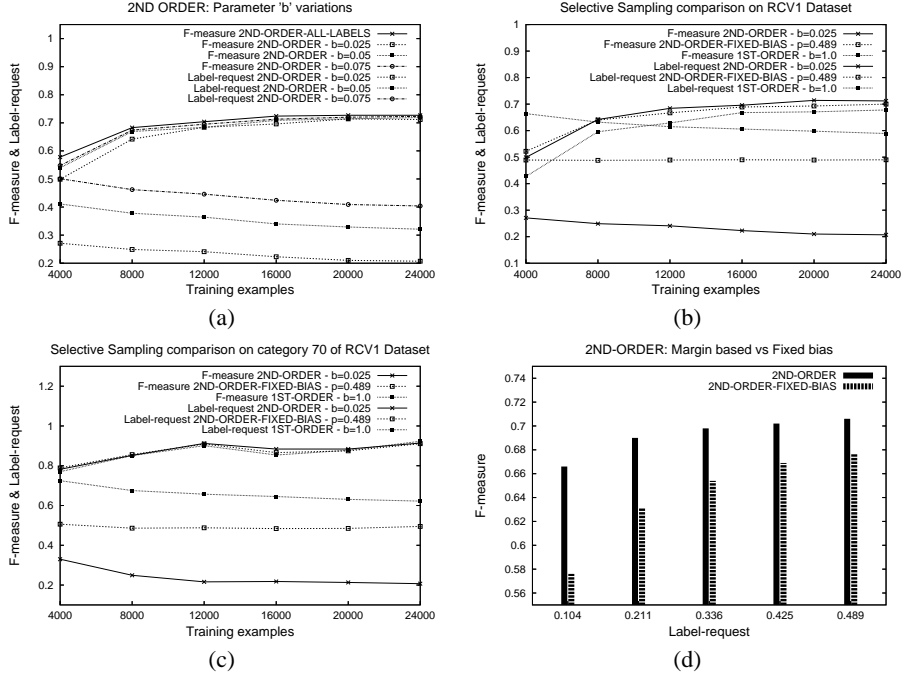 2ND ORDER: Parameter 'b' variations
F-measure & Label-request
1
0.9
0.8
0.7
0.6
0.5
0.4
0.3
0.2
F-measure 2ND-ORDER-ALL-LABELS
F-measure 2ND-ORDER - b=0.025
F-measure 2ND-ORDER - b=0.05
F-measure 2ND-ORDER - b=0.075
Label-request 2ND-ORDER - b=0.025
Label-request 2ND-ORDER - b=0.05
Label-request 2ND-ORDER - b=0.075
4000 8000 12000 16000 20000 24000
Training examples
(a)
Selective Sampling comparison on RCV1 Dataset
F-measure & Label-request
1
0.9
0.8
0.7
0.6
0.5
0.4
0.3
0.2
0.1
F-measure 2ND-ORDER - b=0.025
F-measure 2ND-ORDER-FIXED-BIAS - p=0.489
F-measure 1ST-ORDER - b=1.0
Label-request 2ND-ORDER - b=0.025
Label-request 2ND-ORDER-FIXED-BIAS - p=0.489
Label-request 1ST-ORDER - b=1.0
4000 8000 12000 16000 20000 24000
Training examples
(b)
Selective Sampling comparison on category 70 of RCV1 Dataset
F-measure & Label-request
1.2
1
0.8
0.6
0.4
0.2
F-measure 2ND-ORDER - b=0.025
F-measure 2ND-ORDER-FIXED-BIAS - p=0.489
F-measure 1ST-ORDER - b=1.0
Label-request 2ND-ORDER - b=0.025
Label-request 2ND-ORDER-FIXED-BIAS - p=0.489
Label-request 1ST-ORDER - b=1.0
4000 8000 12000 16000 20000 24000
Training examples
(c)
2ND-ORDER: Margin based vs Fixed bias
F-measure
0.74
0.7
0.66
0.62
0.58
0.56
2ND-ORDER
2ND-ORDER-FIXED-BIAS
0.104 0.211 0.336 0.425 0.489
Label-request
(d)